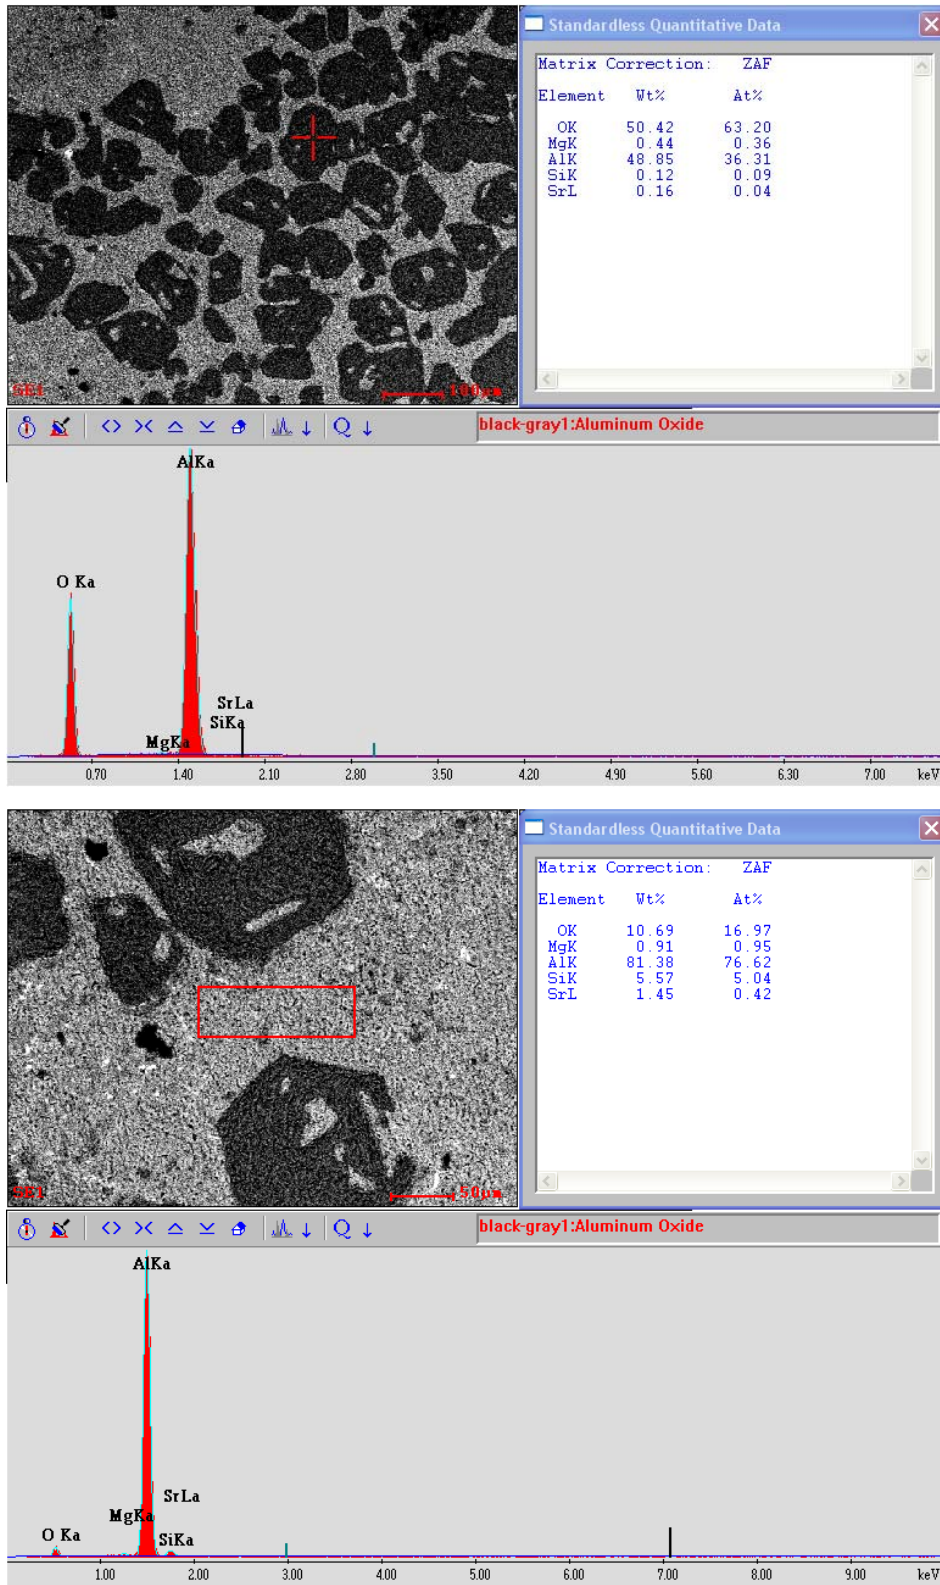 Standardless Quantitative Data
Matrix Correction: ZAF
Element Wt% At%
OK 50.42 63.20
MgK 0.44 0.36
AlK 48.85 36.31
SiK 0.12 0.09
SrL 0.16 0.04
SE1 100µm
black-gray1:Aluminum Oxide
AlKa
O Ka
SrLa
SiKa
MgKa
0.70 1.40 2.10 2.80 3.50 4.20 4.90 5.60 6.30 7.00 keV
Standardless Quantitative Data
Matrix Correction: ZAF
Element Wt% At%
OK 10.69 16.97
MgK 0.91 0.95
AlK 81.38 76.62
SiK 5.57 5.04
SrL 1.45 0.42
SE1 50µm
Q
black-gray1:Aluminum Oxide
AlKa
SrLa
MgKa
O Ka
SiKa
1.00 2.00 3.00 4.00 5.00 6.00 7.00 8.00 9.00 keV